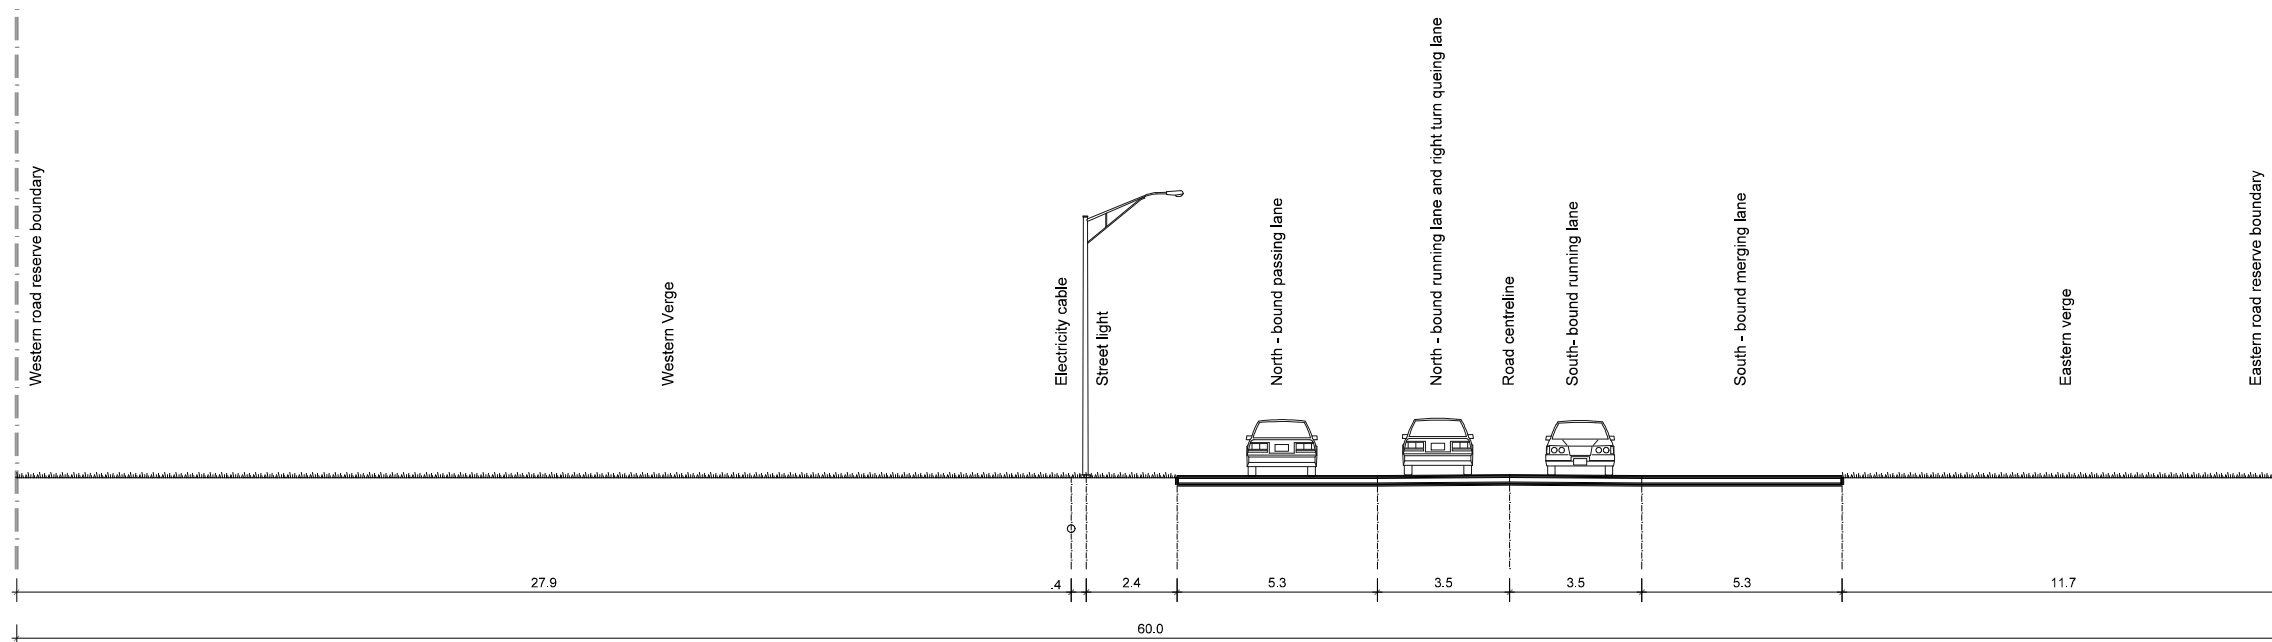 Western road reserve boundary
Western Verge
Electricity cable
Street light
North - bound passing lane
North - bound running lane and right turn queing lane
Road centreline
South- bound running lane
South - bound merging lane
Eastern verge
Eastern road reserve boundary
27.9
.4
2.4
5.3
3.5
3.5
5.3
11.7
60.0